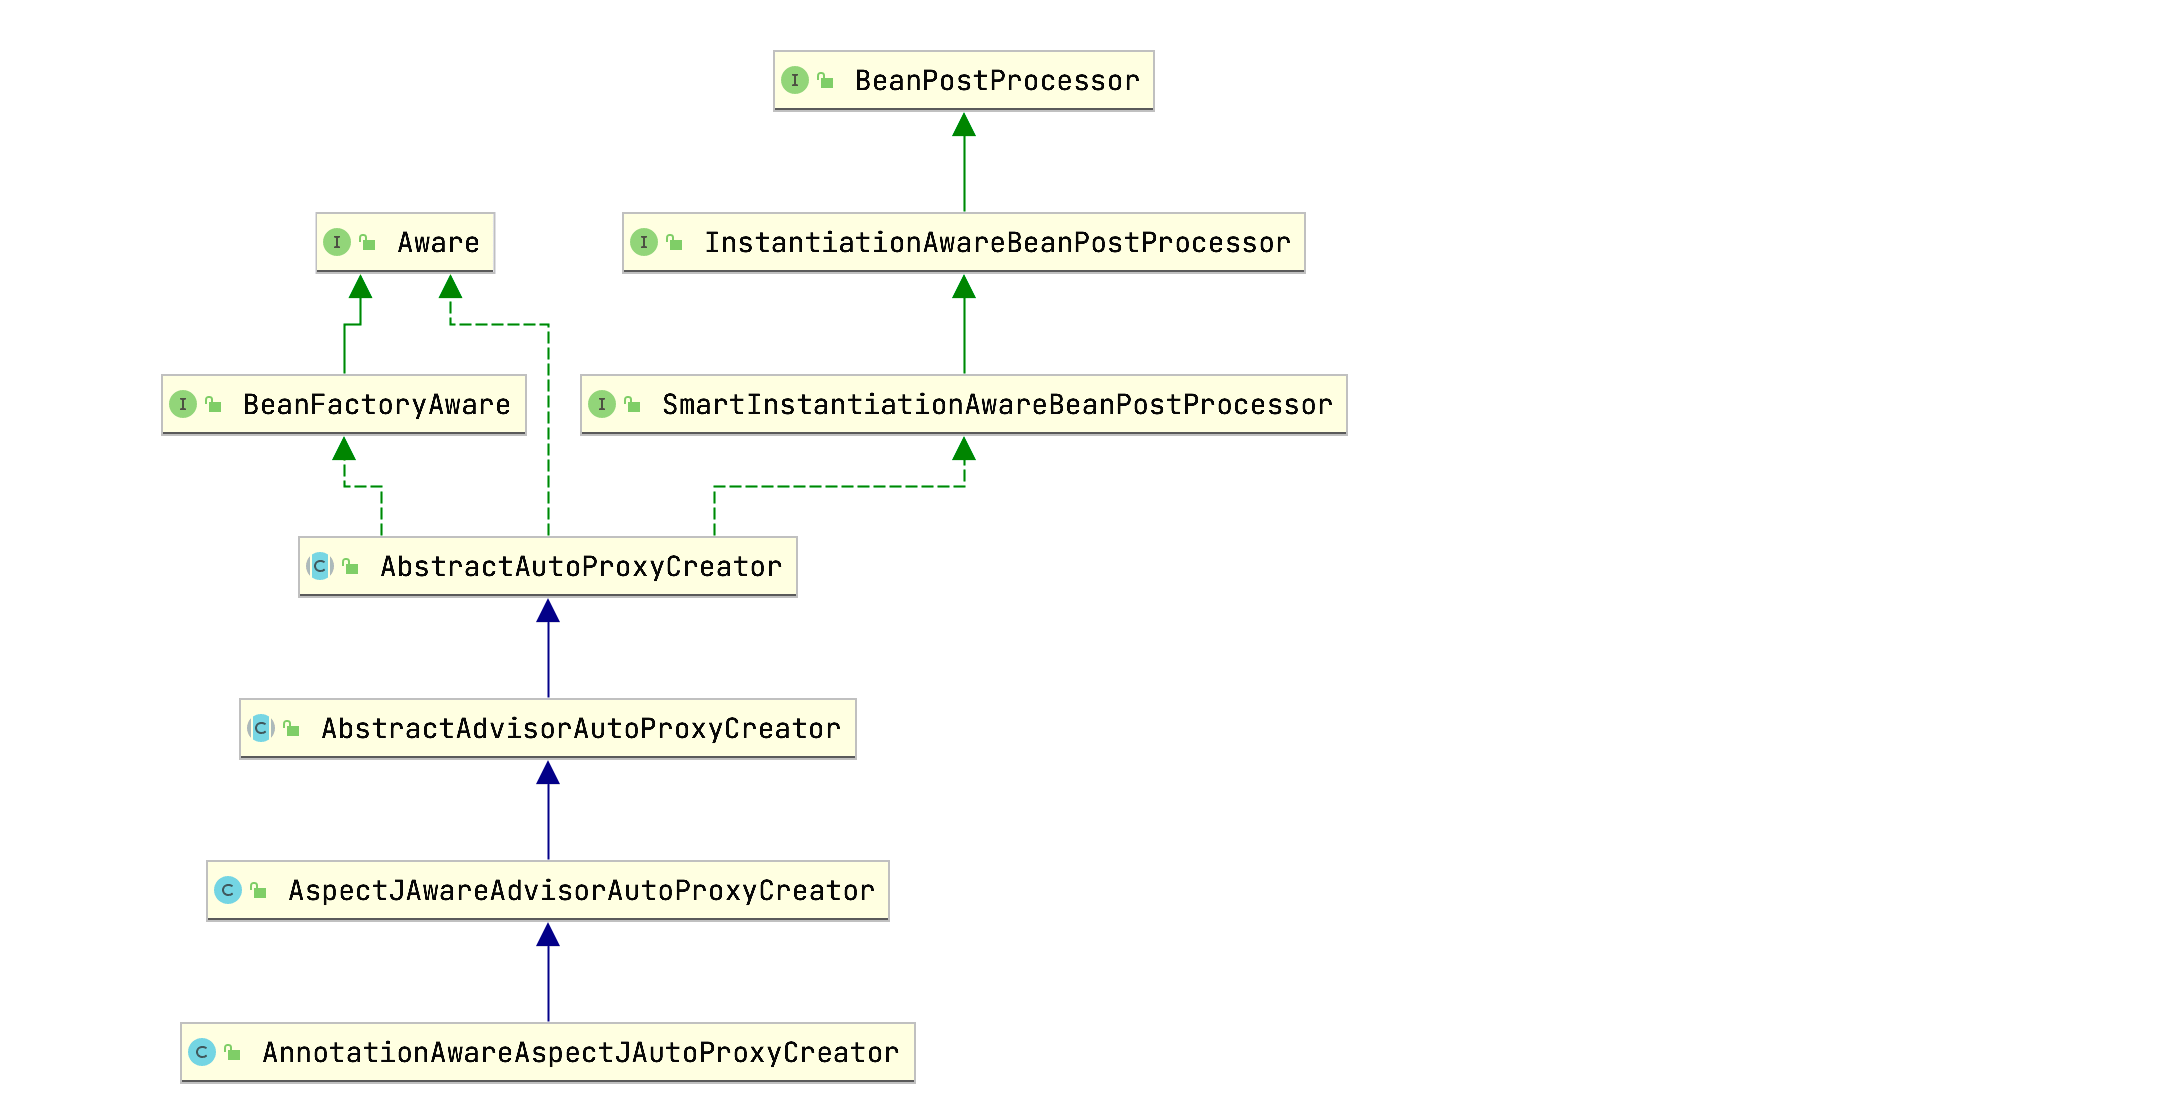 I BeanPostProcessor
I Aware
I InstantiationAwareBeanPostProcessor
I BeanFactoryAware
I SmartInstantiationAwareBeanPostProcessor
C AbstractAutoProxyCreator
C AbstractAdvisorAutoProxyCreator
C AspectJAwareAdvisorAutoProxyCreator
C AnnotationAwareAspectJAutoProxyCreator